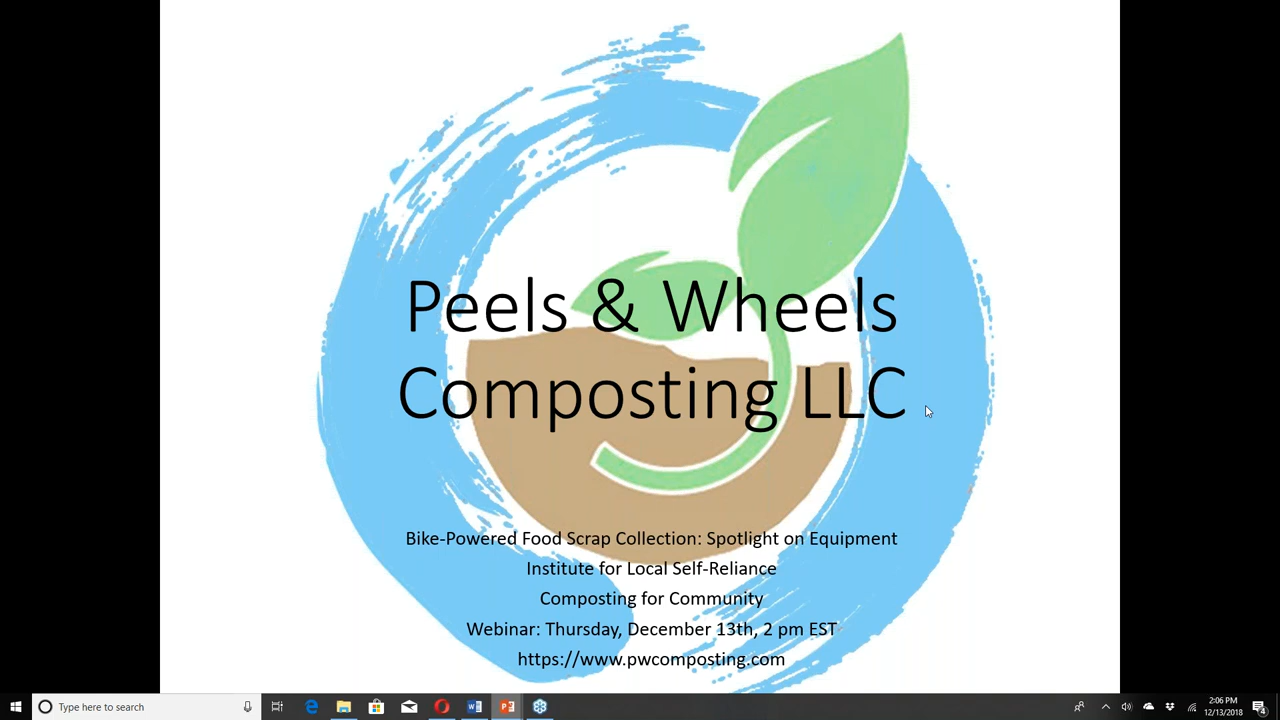 Peels & Wheels
Composting LLC
Bike-Powered Food Scrap Collection: Spotlight on Equipment
Institute for Local Self-Reliance
Composting for Community
Webinar: Thursday, December 13th, 2 pm EST
https://www.pwcomposting.com
Type here to search
2:06 PM
12/13/2018